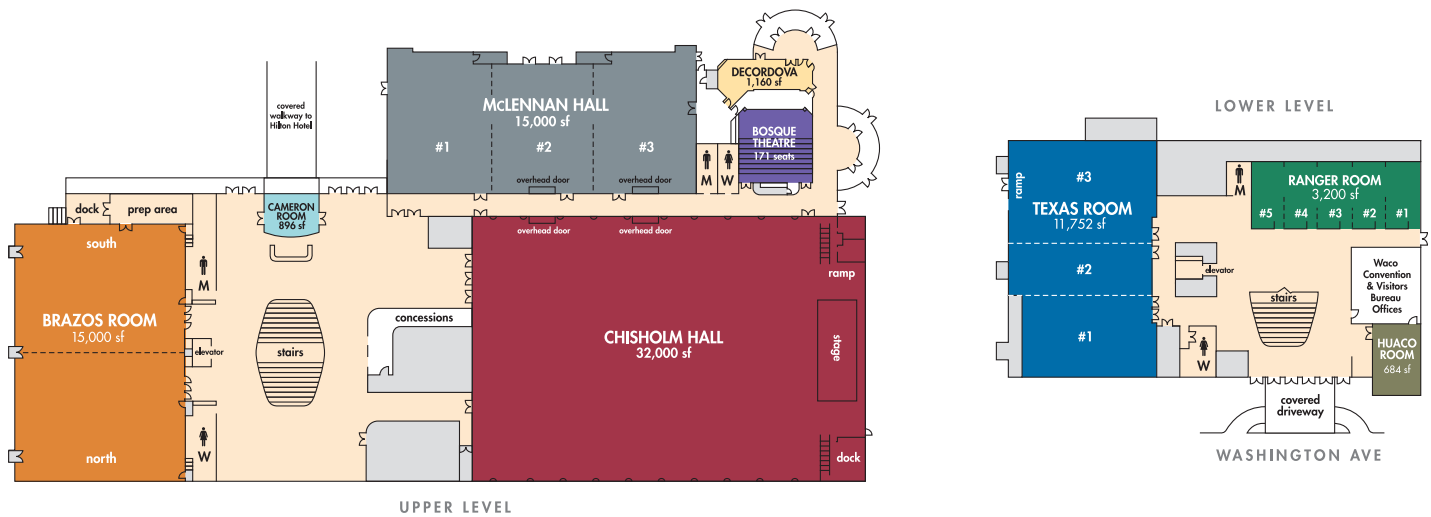 covered
walkway to
Hilton Hotel
McLENNAN HALL
15,000 sf
#1
#2
#3
overhead door
overhead door
DECORDOVA
1,160 sf
BOSQUE
THEATRE
171 seats
M
W
dock
prep area
CAMERON
ROOM
896 sf
south
BRAZOS ROOM
15,000 sf
north
M
elevator
W
stairs
concessions
overhead door
overhead door
CHISHOLM HALL
32,000 sf
ramp
stage
dock
UPPER LEVEL
LOWER LEVEL
ramp
#3
TEXAS ROOM
11,752 sf
#2
#1
M
RANGER ROOM
3,200 sf
#5
#4
#3
#2
#1
elevator
stairs
Waco
Convention
& Visitors
Bureau
Offices
HUACO
ROOM
684 sf
W
covered
driveway
WASHINGTON AVE